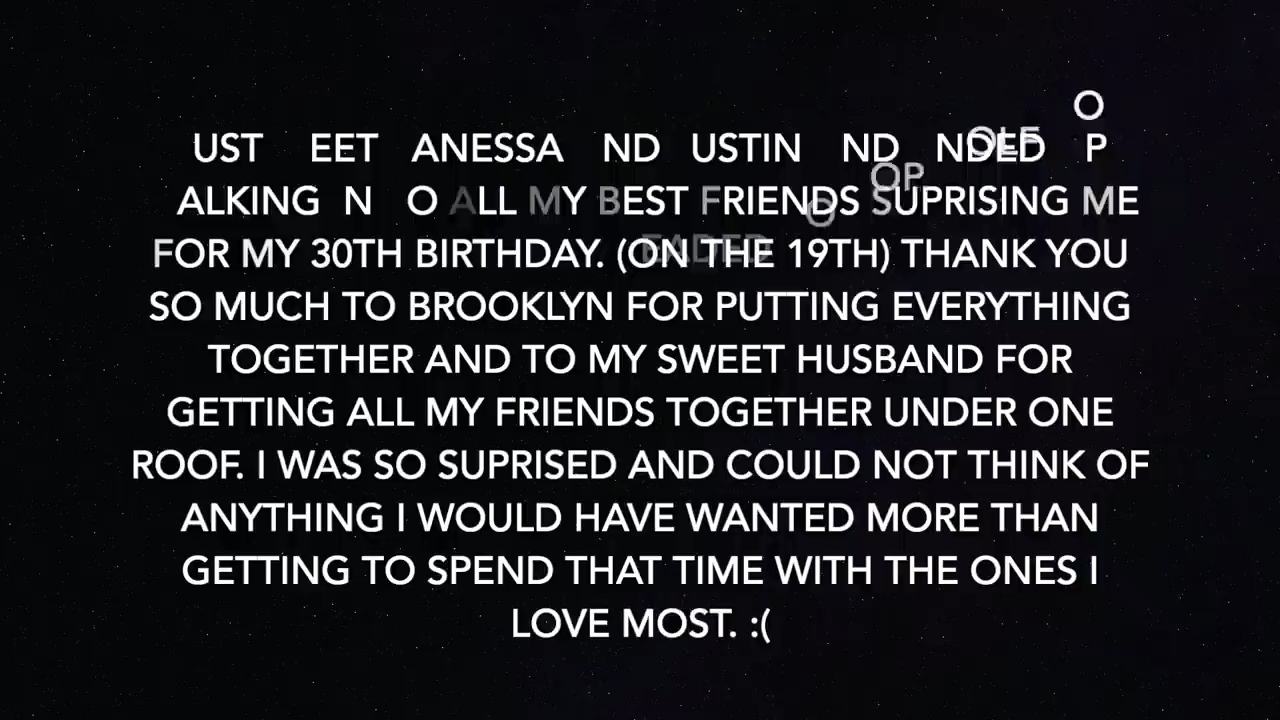 O
UST EET ANESSA ND USTIN ND NDED P
OLF
OP
ALKING N O ALL MY BEST FRIENDS SUPRISING ME
O
EADED
FOR MY 30TH BIRTHDAY. (ON THE 19TH) THANK YOU
SO MUCH TO BROOKLYN FOR PUTTING EVERYTHING
TOGETHER AND TO MY SWEET HUSBAND FOR
GETTING ALL MY FRIENDS TOGETHER UNDER ONE
ROOF. I WAS SO SUPRISED AND COULD NOT THINK OF
ANYTHING I WOULD HAVE WANTED MORE THAN
GETTING TO SPEND THAT TIME WITH THE ONES I
LOVE MOST. :(